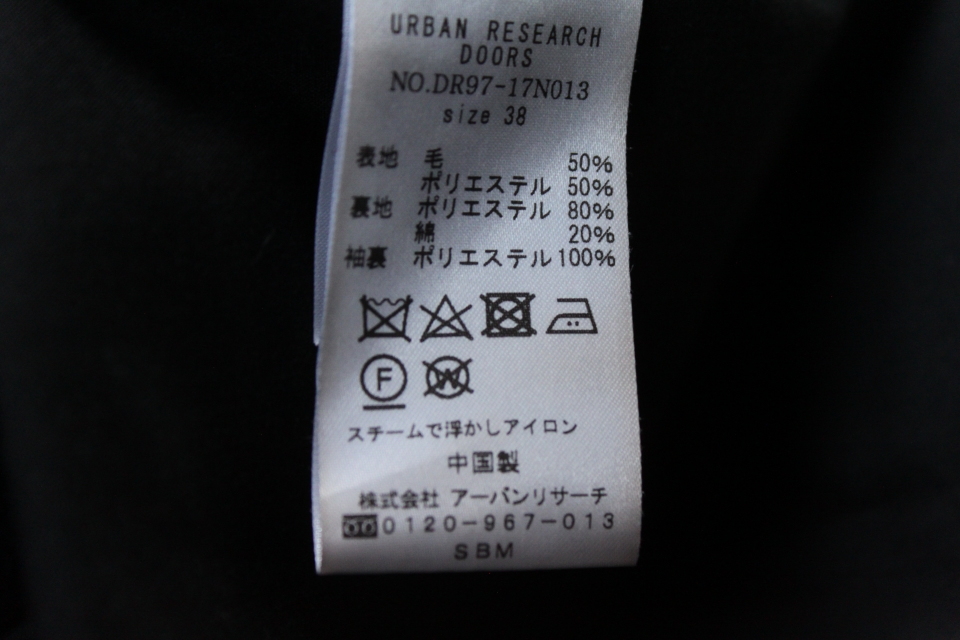 URBAN RESEARCH
DOORS
NO.DR97-17N013
size 38
表地 毛 50%
ポリエステル 50%
裏地 ポリエステル 80%
綿 20%
袖裏 ポリエステル 100%
F W
スチームで浮かしアイロン
中国製
株式会社 アーバンリサーチ
0120-967-013
SBM